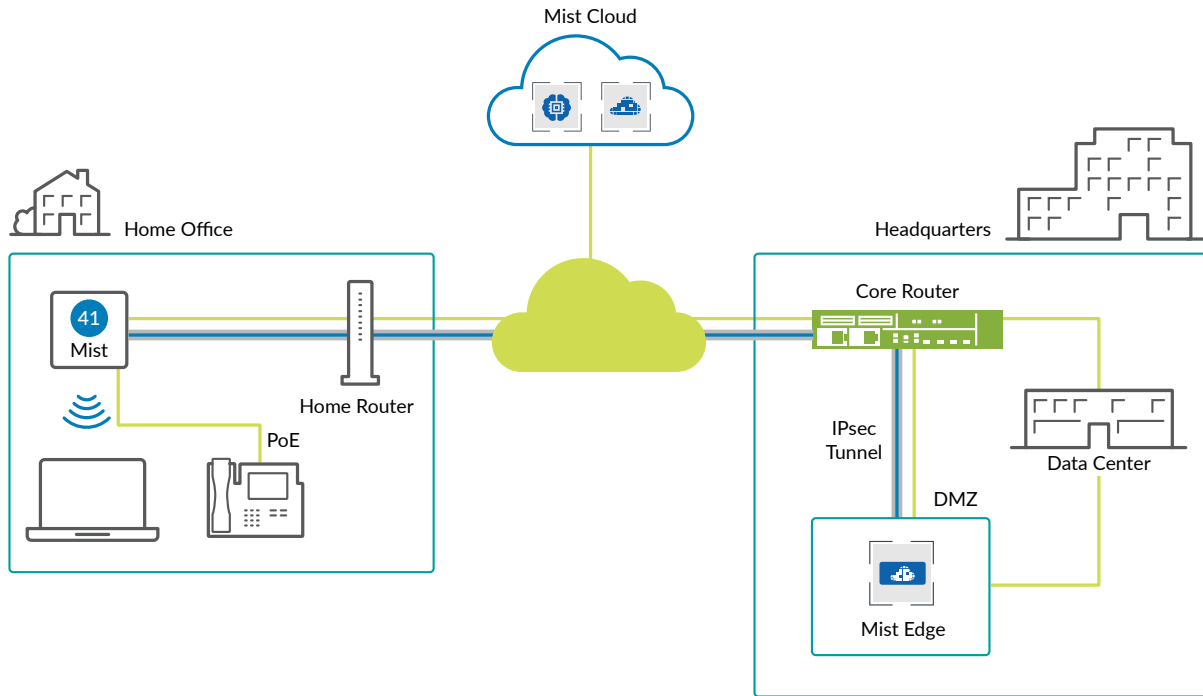 Mist Cloud
Home Office
Headquarters
41
Mist
Core Router
Home Router
PoE
IPsec
Tunnel
Data Center
DMZ
Mist Edge